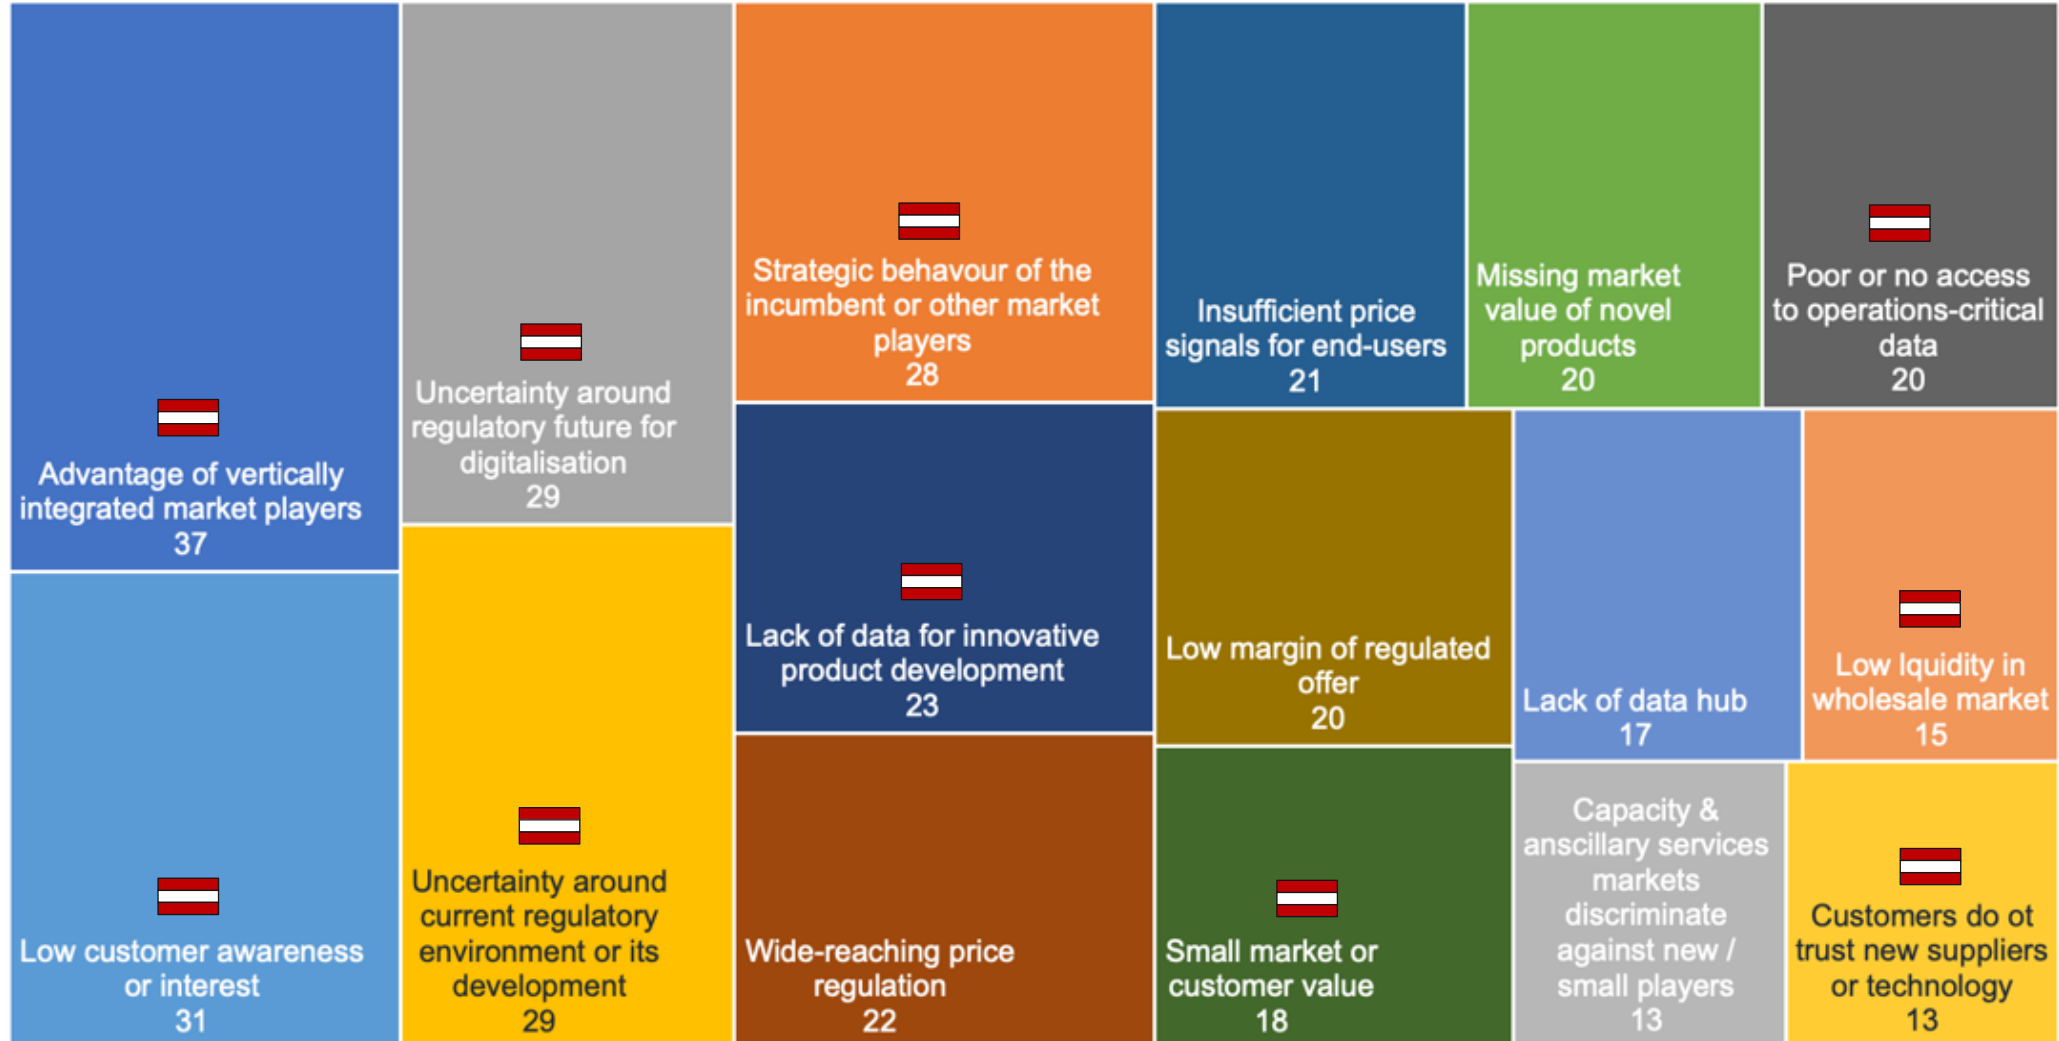 Advantage of vertically
integrated market players
37
Low customer awareness
or interest
31
Uncertainty around
regulatory future for
digitalisation
29
Uncertainty around
current regulatory
environment or its
development
29
Strategic behavour of the
incumbent or other market
players
28
Lack of data for innovative
product development
23
Wide-reaching price
regulation
22
Insufficient price
signals for end-users
21
Missing market
value of novel
products
20
Poor or no access
to operations-critical
data
20
Low margin of regulated
offer
20
Small market or
customer value
18
Lack of data hub
17
Low lquidity in
wholesale market
15
Capacity &
anscillary services
markets
discriminate
against new /
small players
13
Customers do ot
trust new suppliers
or technology
13